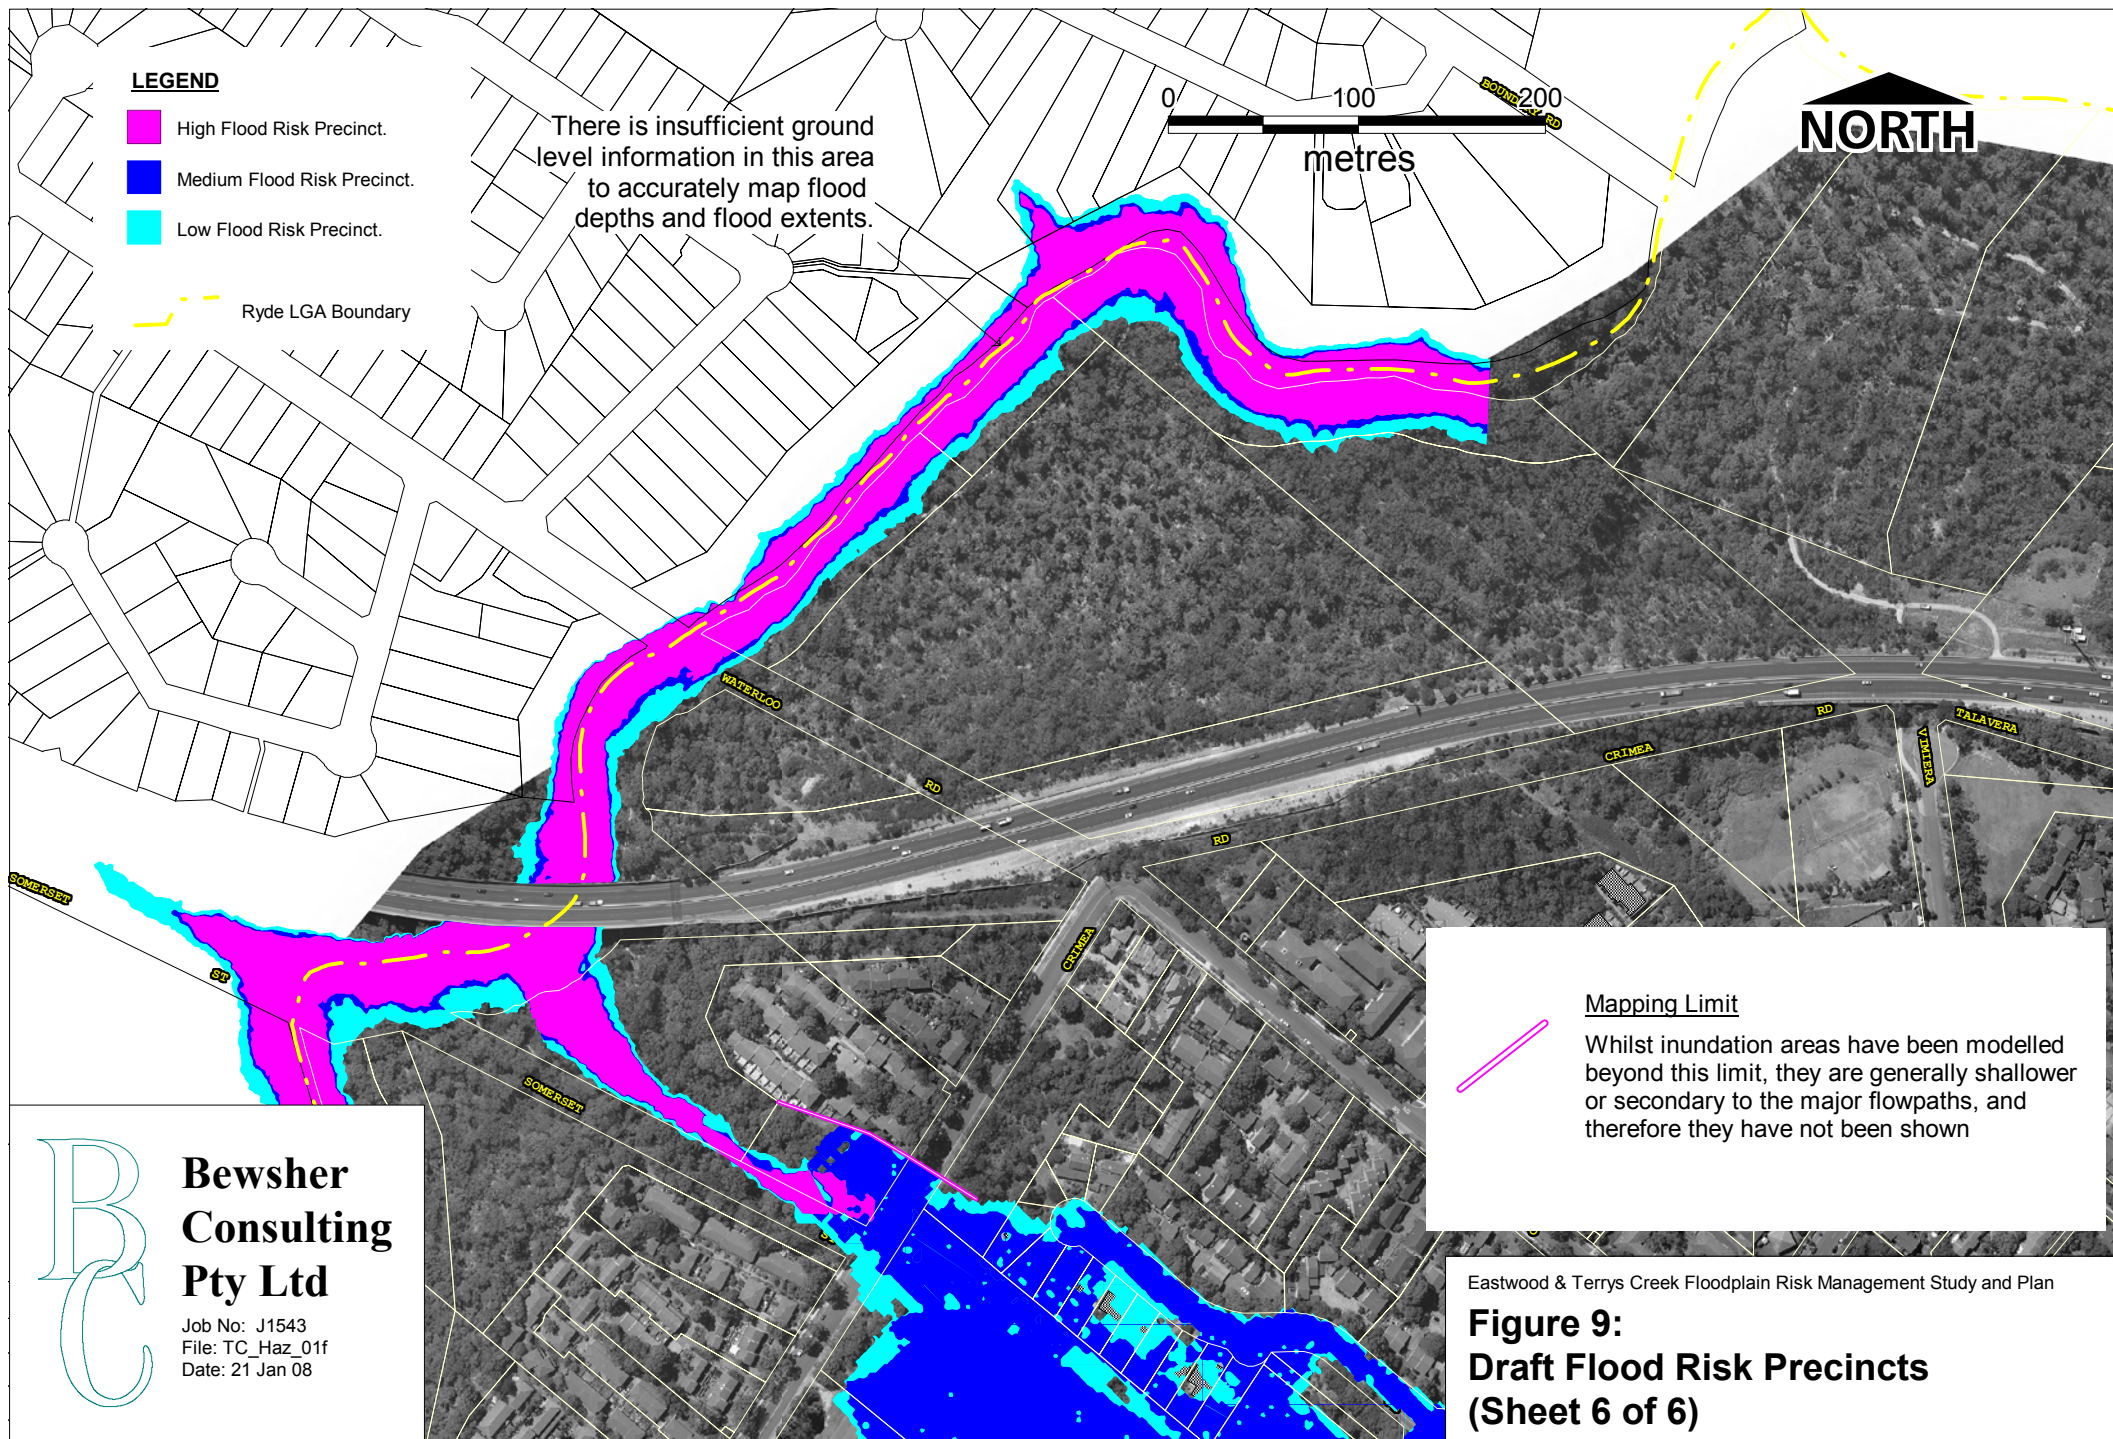 LEGEND
High Flood Risk Precinct.
Medium Flood Risk Precinct.
Low Flood Risk Precinct.
Ryde LGA Boundary
There is insufficient ground
level information in this area
to accurately map flood
depths and flood extents.
0 100 200
metres
BOUNDARY RD
NORTH
WATERLOO
RD
CRIMEA
RD
TALAVERA
VIMIERA
RD
CRIMEA
SOMERSET
ST
SOMERSET
Mapping Limit
Whilst inundation areas have been modelled
beyond this limit, they are generally shallower
or secondary to the major flowpaths, and
therefore they have not been shown
BC
Bewsher
Consulting
Pty Ltd
Job No: J1543
File: TC_Haz_01f
Date: 21 Jan 08
Eastwood & Terrys Creek Floodplain Risk Management Study and Plan
Figure 9:
Draft Flood Risk Precincts
(Sheet 6 of 6)